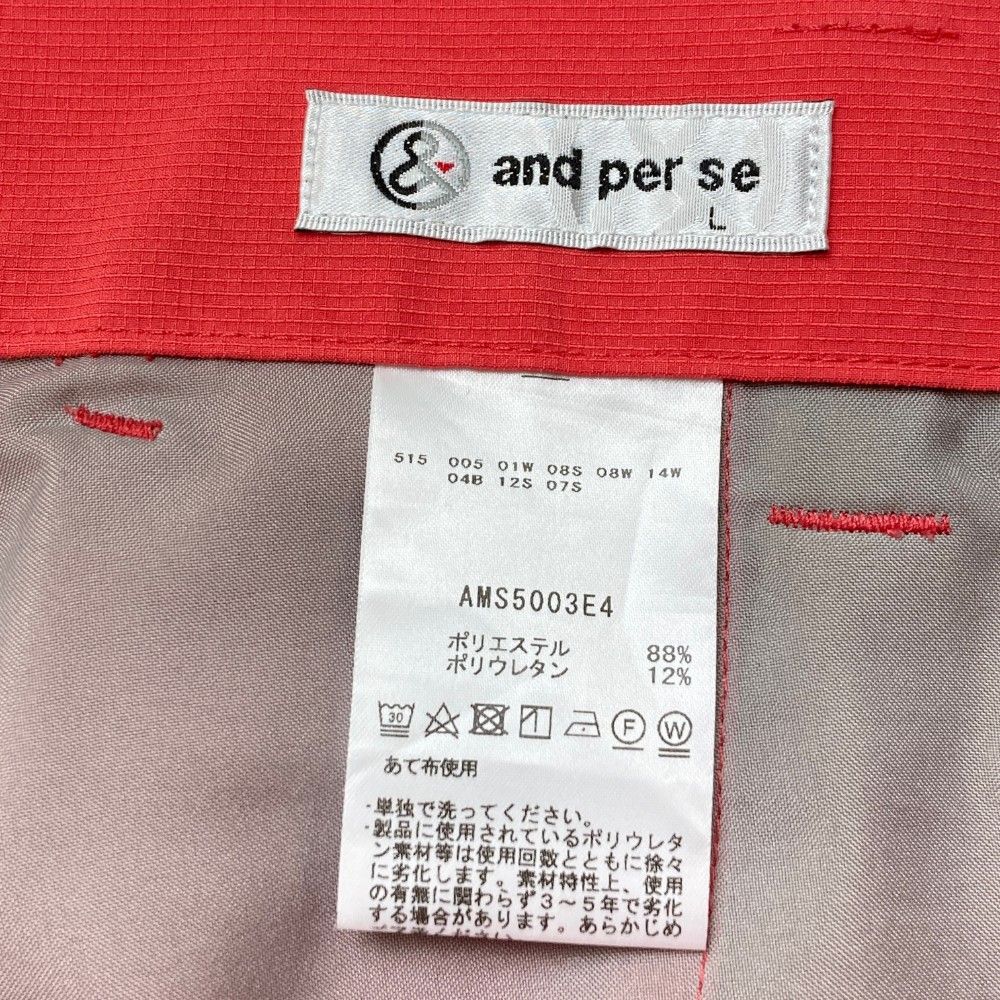 and per se
L
515 005 01W 08S 08W 14W
04B 12S 07S
AMS5003E4
ポリエステル 88%
ポリウレタン 12%
30 F W
あて布使用
・単独で洗ってください。
・製品に使用されているポリウレタ
ン素材等は使用回数とともに徐々
に劣化します。素材特性上、使用
の有無に関わらず3～5年で劣化
する場合があります。あらかじめ